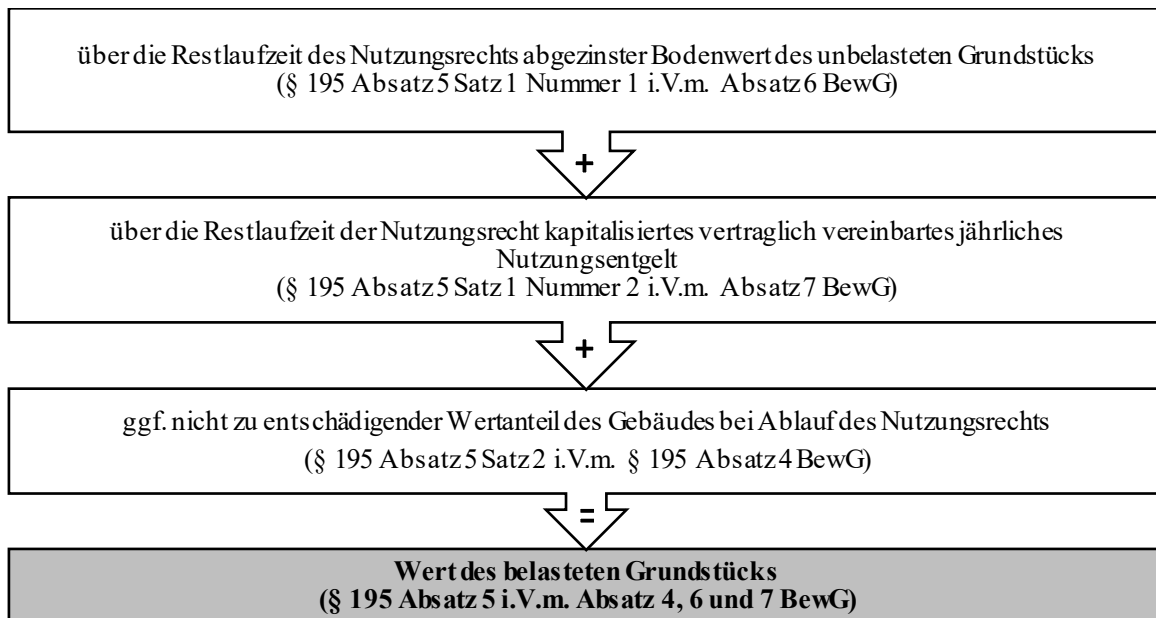 über die Restlaufzeit des Nutzungsrechts abgezinster Bodenwert des unbelasteten Grundstücks
(§ 195 Absatz 5 Satz 1 Nummer 1 i.V.m. Absatz 6 BewG)
+
über die Restlaufzeit der Nutzungsrecht kapitalisiertes vertraglich vereinbartes jährliches
Nutzungsentgelt
(§ 195 Absatz 5 Satz 1 Nummer 2 i.V.m. Absatz 7 BewG)
+
ggf. nicht zu entschädigender Wertanteil des Gebäudes bei Ablauf des Nutzungsrechts
(§ 195 Absatz 5 Satz 2 i.V.m. § 195 Absatz 4 BewG)
=
Wert des belasteten Grundstücks
(§ 195 Absatz 5 i.V.m. Absatz 4, 6 und 7 BewG)